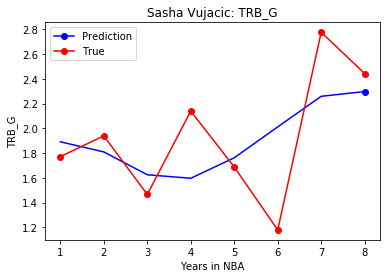 Sasha Vujacic: TRB_G
Prediction
True
2.8
2.6
2.4
2.2
2.0
1.8
1.6
1.4
1.2
TRB_G
1 2 3 4 5 6 7 8
Years in NBA